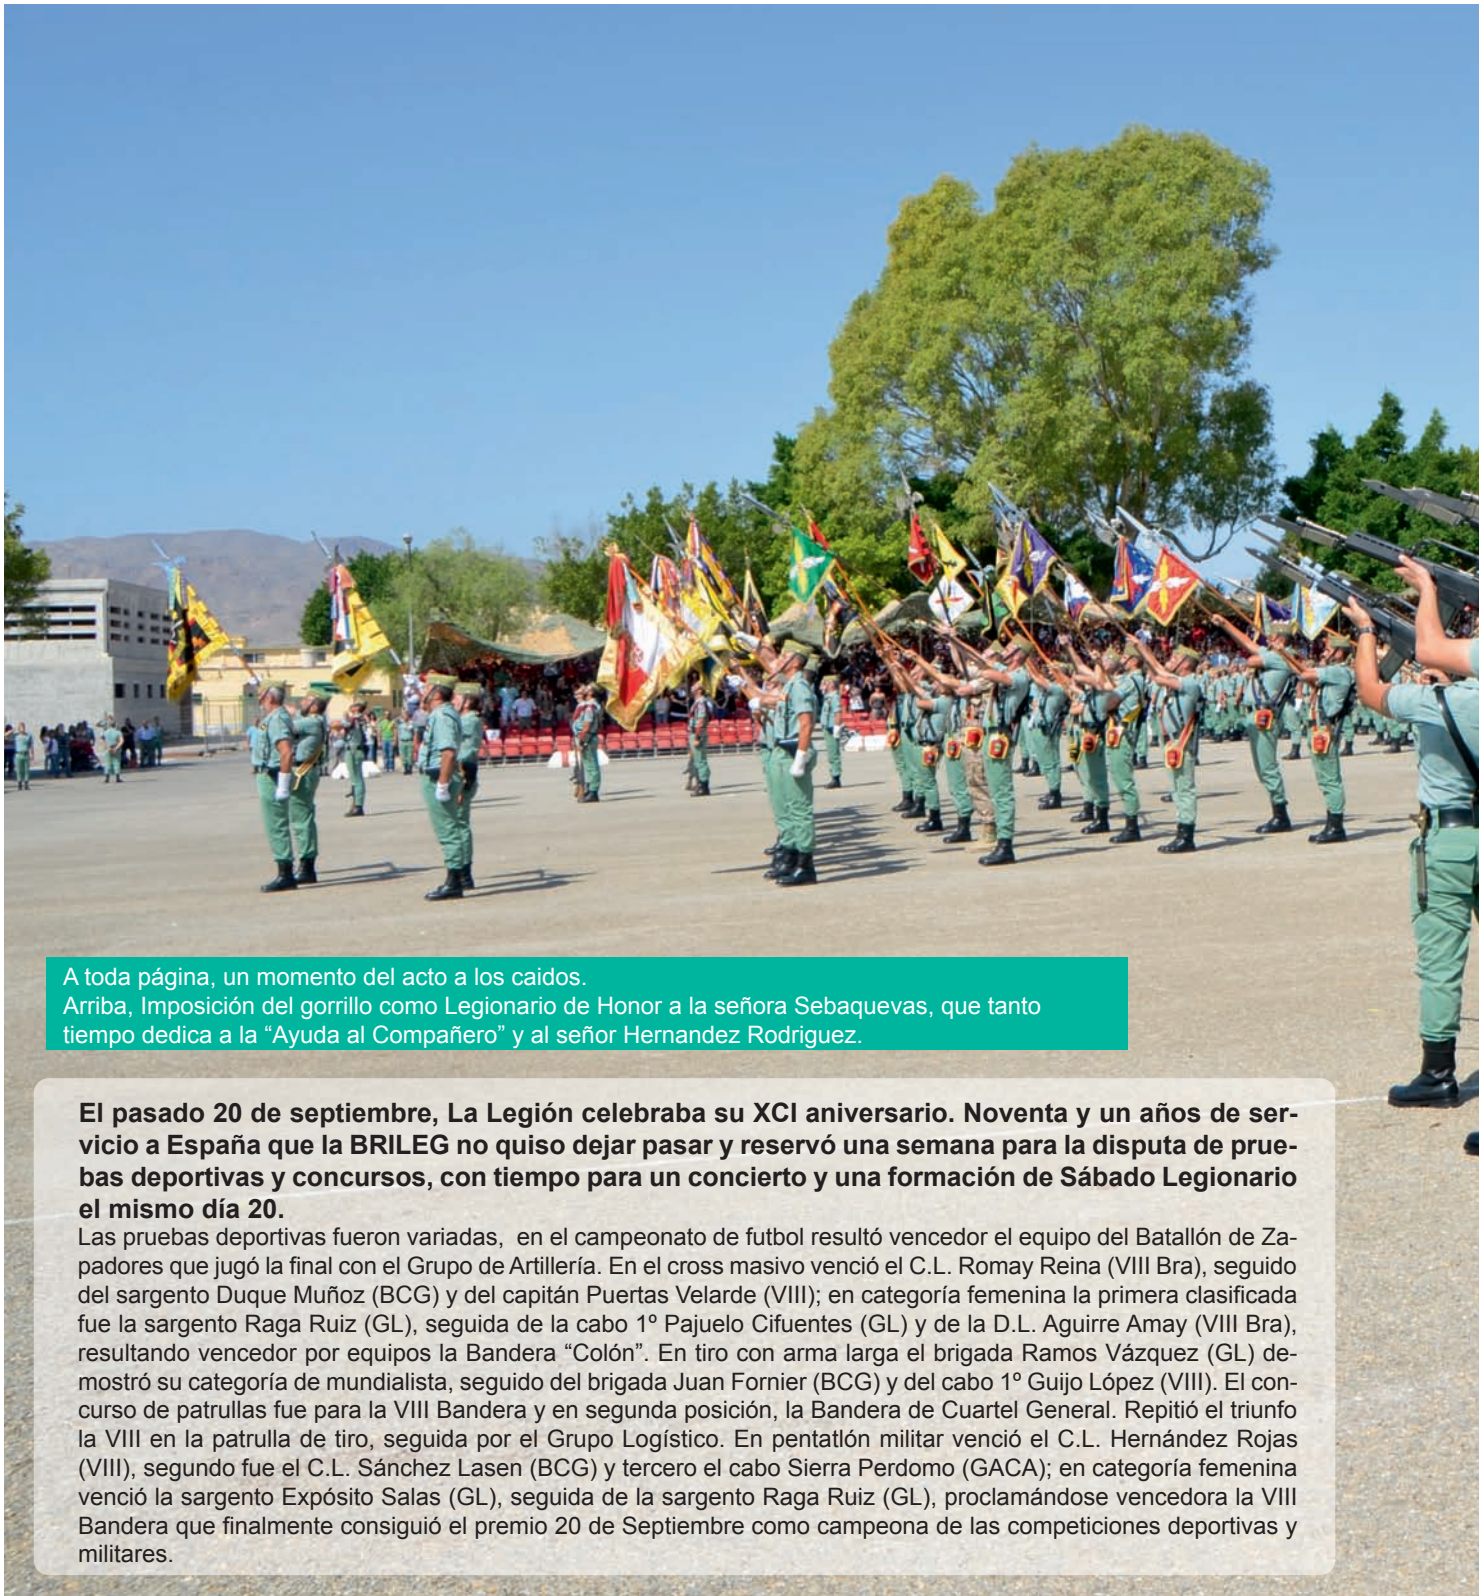 A toda página, un momento del acto a los caidos.
Arriba, Imposición del gorrillo como Legionario de Honor a la señora Sebaquevas, que tanto
tiempo dedica a la “Ayuda al Compañero” y al señor Hernandez Rodriguez.
El pasado 20 de septiembre, La Legión celebraba su XCI aniversario. Noventa y un años de ser-
vicio a España que la BRILEG no quiso dejar pasar y reservó una semana para la disputa de prue-
bas deportivas y concursos, con tiempo para un concierto y una formación de Sábado Legionario
el mismo día 20.
Las pruebas deportivas fueron variadas,  en el campeonato de futbol resultó vencedor el equipo del Batallón de Za-
padores que jugó la final con el Grupo de Artillería. En el cross masivo venció el C.L. Romay Reina (VIII Bra), seguido
del sargento Duque Muñoz (BCG) y del capitán Puertas Velarde (VIII); en categoría femenina la primera clasificada
fue la sargento Raga Ruiz (GL), seguida de la cabo 1º Pajuelo Cifuentes (GL) y de la D.L. Aguirre Amay (VIII Bra),
resultando vencedor por equipos la Bandera “Colón”. En tiro con arma larga el brigada Ramos Vázquez (GL) de-
mostró su categoría de mundialista, seguido del brigada Juan Fornier (BCG) y del cabo 1º Guijo López (VIII). El con-
curso de patrullas fue para la VIII Bandera y en segunda posición, la Bandera de Cuartel General. Repitió el triunfo
la VIII en la patrulla de tiro, seguida por el Grupo Logístico. En pentatlón militar venció el C.L. Hernández Rojas
(VIII), segundo fue el C.L. Sánchez Lasen (BCG) y tercero el cabo Sierra Perdomo (GACA); en categoría femenina
venció la sargento Expósito Salas (GL), seguida de la sargento Raga Ruiz (GL), proclamándose vencedora la VIII
Bandera que finalmente consiguió el premio 20 de Septiembre como campeona de las competiciones deportivas y
militares.